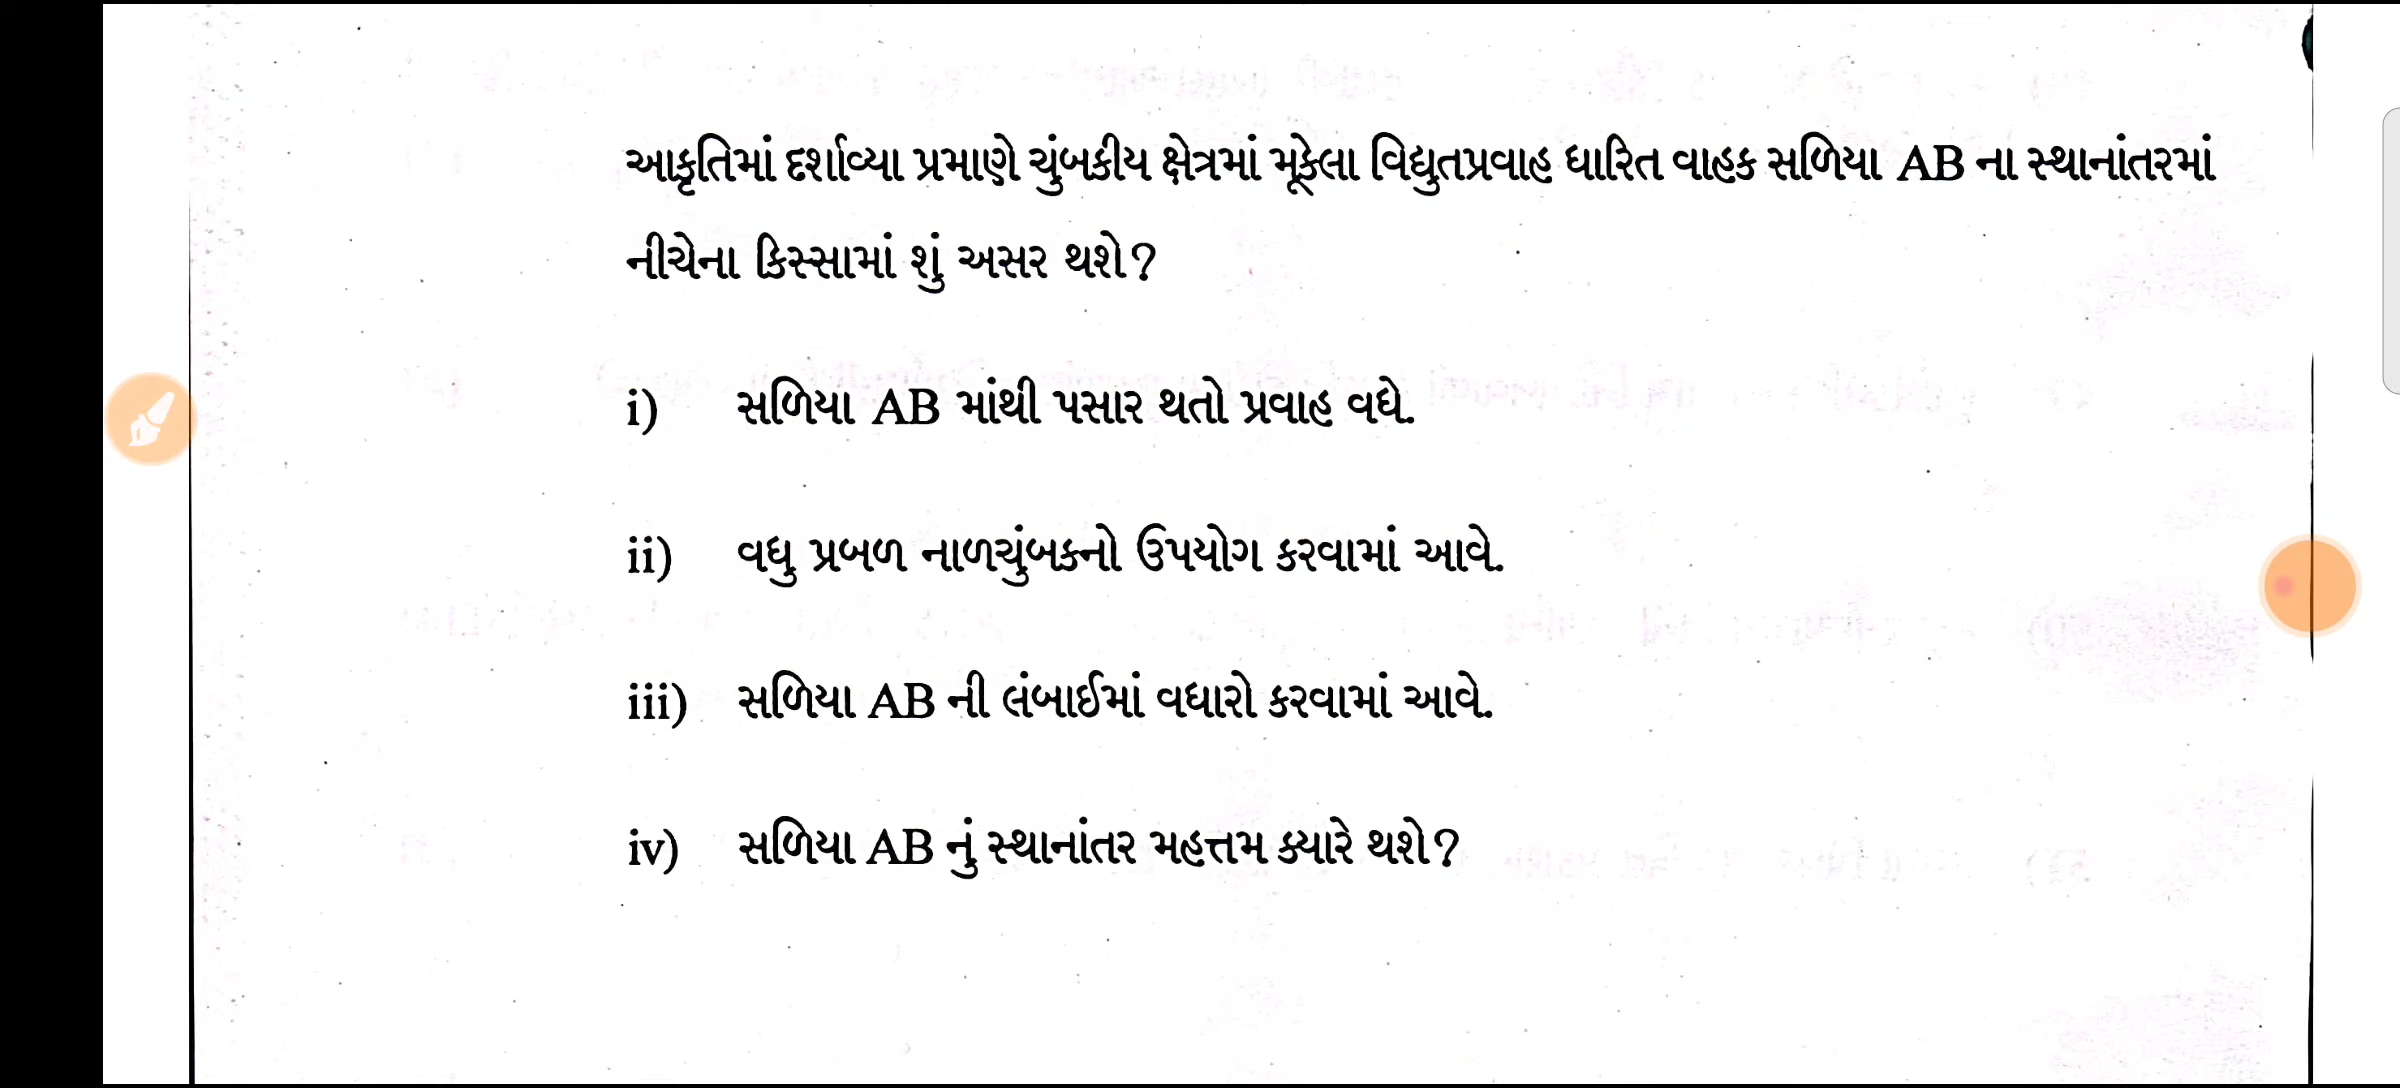 આકૃતિમાં દર્શાવ્યા પ્રમાણે ચુંબકીય ક્ષેત્રમાં મૂકેલા વિદ્યુતપ્રવાહ ધારિત વાહક સળિયા AB ના સ્થાનાંતરમાં
નીચેના કિસ્સામાં શું અસર થશે?
i) સળિયા AB માંથી પસાર થતો પ્રવાહ વધે.
ii) વધુ પ્રબળ નાળચુંબકનો ઉપયોગ કરવામાં આવે.
iii) સળિયા AB ની લંબાઈમાં વધારો કરવામાં આવે.
iv) સળિયા AB નું સ્થાનાંતર મહત્તમ ક્યારે થશે?